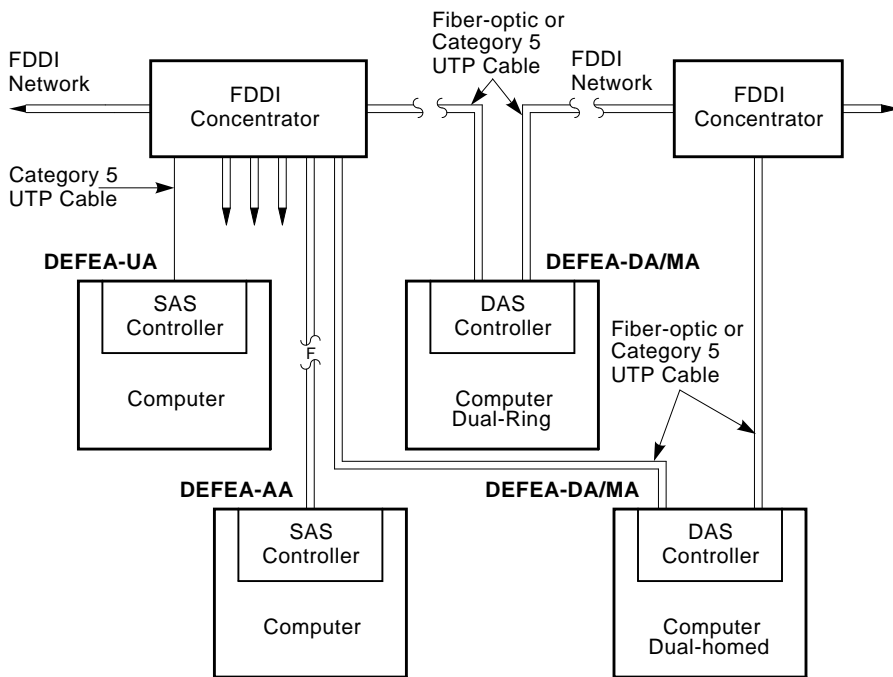 Fiber-optic or
Category 5
UTP Cable
FDDI
Network
FDDI
Concentrator
FDDI
Network
FDDI
Concentrator
Category 5
UTP Cable
DEFEA-UA
DEFEA-DA/MA
SAS
Controller
Computer
DAS
Controller
Computer
Dual-Ring
Fiber-optic or
Category 5
UTP Cable
F
DEFEA-AA
DEFEA-DA/MA
SAS
Controller
Computer
DAS
Controller
Computer
Dual-homed